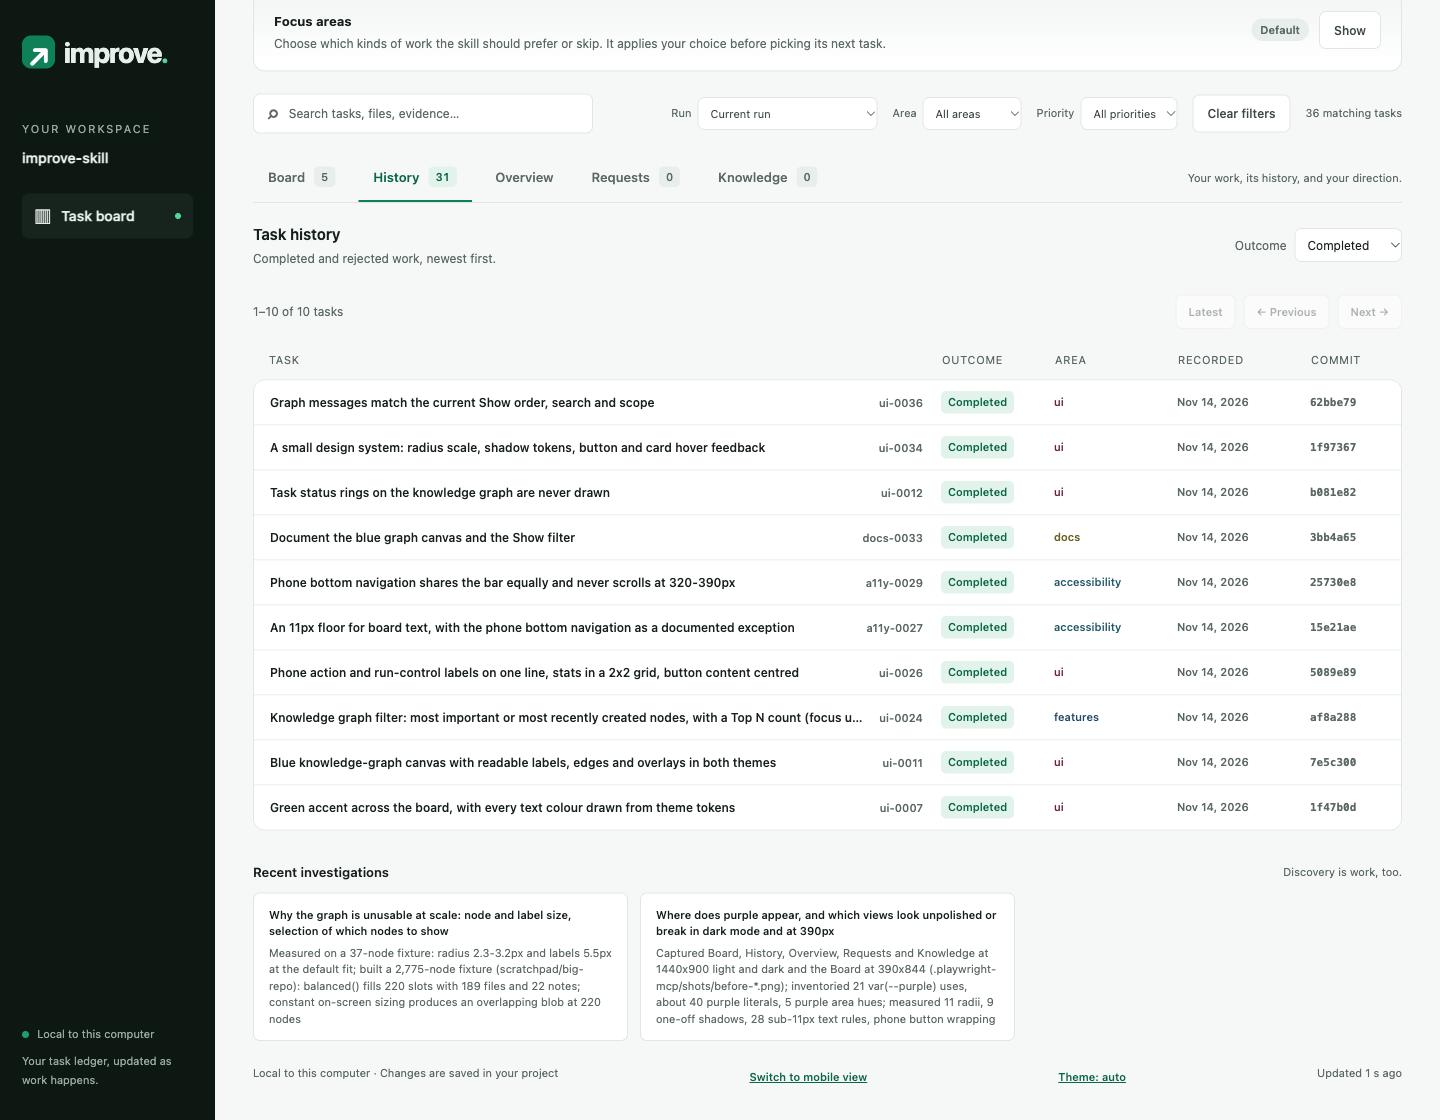 improve.
YOUR WORKSPACE
improve-skill
Task board
Local to this computer
Your task ledger, updated as
work happens.
Focus areas
Choose which kinds of work the skill should prefer or skip. It applies your choice before picking its next task.
Default
Show
Search tasks, files, evidence...
Run
Current run
Area
All areas
Priority
All priorities
Clear filters
36 matching tasks
Board 5
History 31
Overview
Requests 0
Knowledge 0
Your work, its history, and your direction.
Task history
Completed and rejected work, newest first.
Outcome
Completed
1–10 of 10 tasks
Latest
← Previous
Next →
TASK OUTCOME AREA RECORDED COMMIT
Graph messages match the current Show order, search and scope ui-0036 Completed ui Nov 14, 2026 62bbe79
A small design system: radius scale, shadow tokens, button and card hover feedback ui-0034 Completed ui Nov 14, 2026 1f97367
Task status rings on the knowledge graph are never drawn ui-0012 Completed ui Nov 14, 2026 b081e82
Document the blue graph canvas and the Show filter docs-0033 Completed docs Nov 14, 2026 3bb4a65
Phone bottom navigation shares the bar equally and never scrolls at 320-390px a11y-0029 Completed accessibility Nov 14, 2026 25730e8
An 11px floor for board text, with the phone bottom navigation as a documented exception a11y-0027 Completed accessibility Nov 14, 2026 15e21ae
Phone action and run-control labels on one line, stats in a 2x2 grid, button content centred ui-0026 Completed ui Nov 14, 2026 5089e89
Knowledge graph filter: most important or most recently created nodes, with a Top N count (focus u... ui-0024 Completed features Nov 14, 2026 af8a288
Blue knowledge-graph canvas with readable labels, edges and overlays in both themes ui-0011 Completed ui Nov 14, 2026 7e5c300
Green accent across the board, with every text colour drawn from theme tokens ui-0007 Completed ui Nov 14, 2026 1f47b0d
Recent investigations
Discovery is work, too.
Why the graph is unusable at scale: node and label size,
selection of which nodes to show
Measured on a 37-node fixture: radius 2.3-3.2px and labels 5.5px
at the default fit; built a 2,775-node fixture (scratchpad/big-
repo): balanced() fills 220 slots with 189 files and 22 notes;
constant on-screen sizing produces an overlapping blob at 220
nodes
Where does purple appear, and which views look unpolished or
break in dark mode and at 390px
Captured Board, History, Overview, Requests and Knowledge at
1440x900 light and dark and the Board at 390x844 (.playwright-
mcp/shots/before-*.png); inventoried 21 var(--purple) uses,
about 40 purple literals, 5 purple area hues; measured 11 radii, 9
one-off shadows, 28 sub-11px text rules, phone button wrapping
Local to this computer · Changes are saved in your project
Switch to mobile view
Theme: auto
Updated 1 s ago